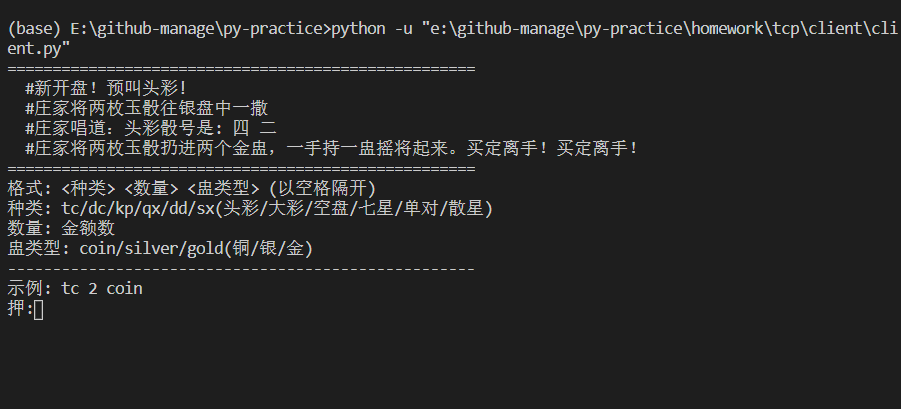 (base) E:\github-manage\py-practice>python -u "e:\github-manage\py-practice\homework\tcp\client\cli
ent.py"
====================================================
#新开盘！预叫头彩！
#庄家将两枚玉骰往银盘中一撒
#庄家唱道：头彩骰号是: 四 二
#庄家将两枚玉骰扔进两个金盅，一手持一盅摇将起来。买定离手！买定离手！
====================================================
格式: <种类> <数量> <盅类型> (以空格隔开)
种类: tc/dc/kp/qx/dd/sx(头彩/大彩/空盘/七星/单对/散星)
数量: 金额数
盅类型: coin/silver/gold(铜/银/金)
----------------------------------------------------
示例: tc 2 coin
押: